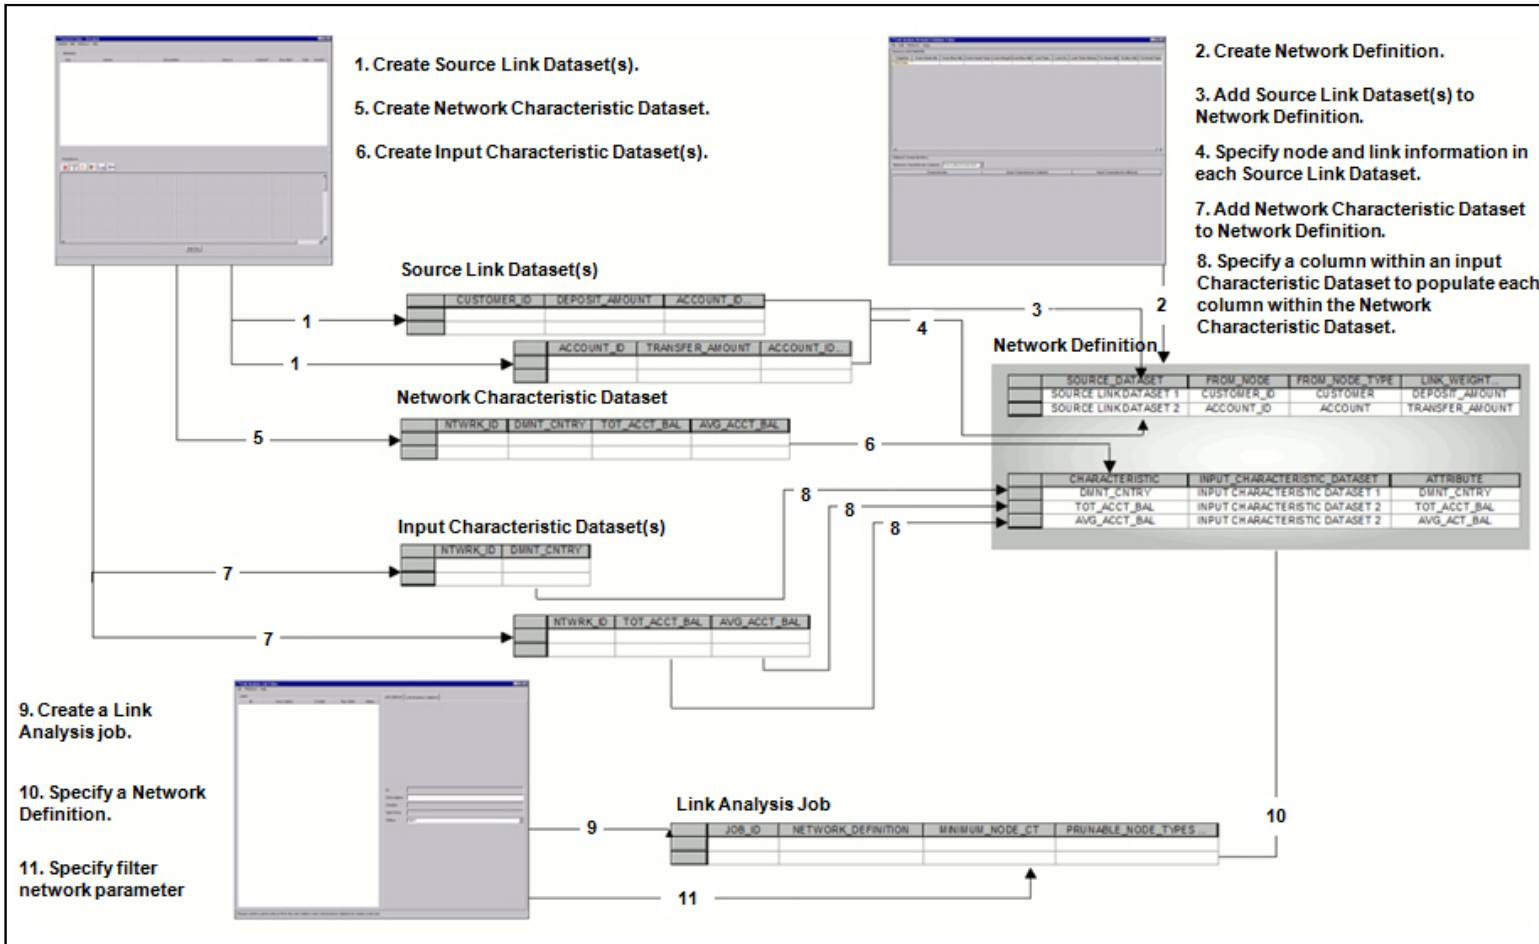 1. Create Source Link Dataset(s).
5. Create Network Characteristic Dataset.
6. Create Input Characteristic Dataset(s).
2. Create Network Definition.
3. Add Source Link Dataset(s) to
Network Definition.
4. Specify node and link information in
each Source Link Dataset.
7. Add Network Characteristic Dataset
to Network Definition.
8. Specify a column within an input
Characteristic Dataset to populate each
column within the Network
Characteristic Dataset.
Source Link Dataset(s)
CUSTOMER_ID DEPOSIT_AMOUNT ACCOUNT_ID...
1
3
2
4
ACCOUNT_ID TRANSFER_AMOUNT ACCOUNT_ID...
1
Network Definition
SOURCE_DATASET FROM_NODE FROM_NODE_TYPE LINK_WEIGHT...
SOURCE LINK DATASET 1 CUSTOMER_ID CUSTOMER DEPOSIT_AMOUNT
SOURCE LINK DATASET 2 ACCOUNT_ID ACCOUNT TRANSFER_AMOUNT
Network Characteristic Dataset
NTWRK_ID DMNT_CNTRY TOT_ACCT_BAL AVG_ACCT_BAL
5
6
CHARACTERISTIC INPUT_CHARACTERISTIC_DATASET ATTRIBUTE
DMNT_CNTRY INPUT CHARACTERISTIC DATASET 1 DMNT_CNTRY
TOT_ACCT_BAL INPUT CHARACTERISTIC DATASET 2 TOT_ACCT_BAL
AVG_ACCT_BAL INPUT CHARACTERISTIC DATASET 2 AVG_ACT_BAL
8
8
8
Input Characteristic Dataset(s)
NTWRK_ID DMNT_CNTRY
7
NTWRK_ID TOT_ACCT_BAL AVG_ACCT_BAL
7
9. Create a Link
Analysis job.
10. Specify a Network
Definition.
11. Specify filter
network parameter
Link Analysis Job
JOB_ID NETWORK_DEFINITION MINIMUM_NODE_CT PRUNABLE_NODE_TYPES ...
9
10
11